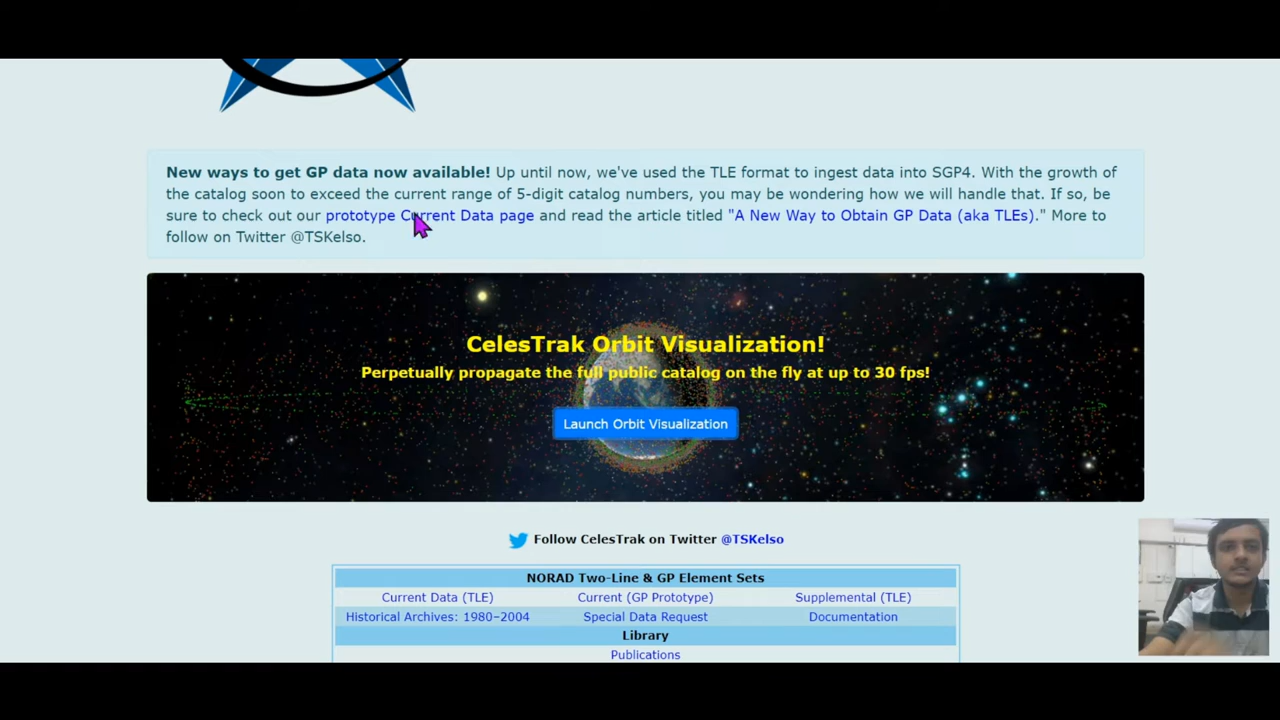 New ways to get GP data now available! Up until now, we've used the TLE format to ingest data into SGP4. With the growth of
the catalog soon to exceed the current range of 5-digit catalog numbers, you may be wondering how we will handle that. If so, be
sure to check out our prototype Current Data page and read the article titled "A New Way to Obtain GP Data (aka TLEs)." More to
follow on Twitter @TSKelso.
CelesTrak Orbit Visualization!
Perpetually propagate the full public catalog on the fly at up to 30 fps!
Launch Orbit Visualization
Follow CelesTrak on Twitter @TSKelso
NORAD Two-Line & GP Element Sets
Current Data (TLE) Current (GP Prototype) Supplemental (TLE)
Historical Archives: 1980–2004 Special Data Request Documentation
Library
Publications